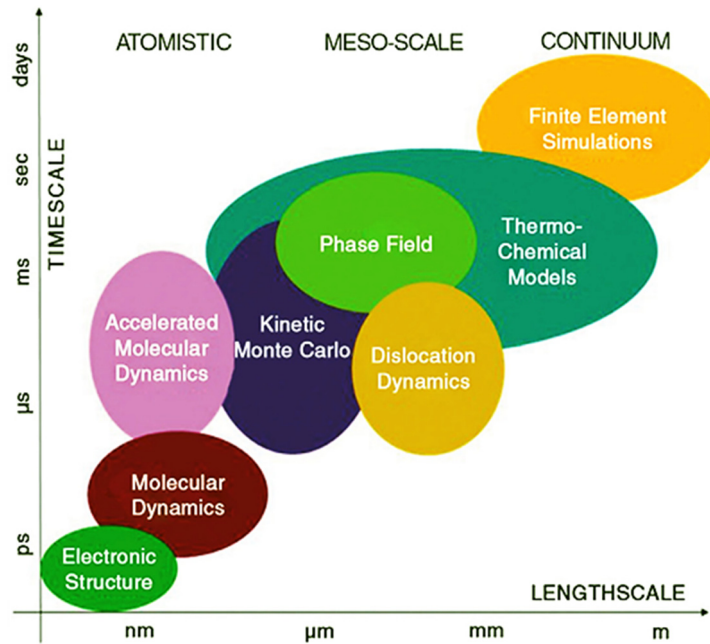 ATOMISTIC
MESO-SCALE
CONTINUUM
days
sec
ms
µs
ps
TIMESCALE
Finite Element
Simulations
Thermo-
Chemical
Models
Phase Field
Accelerated
Molecular
Dynamics
Kinetic
Monte Carlo
Dislocation
Dynamics
Molecular
Dynamics
Electronic
Structure
LENGTHSCALE
nm
µm
mm
m